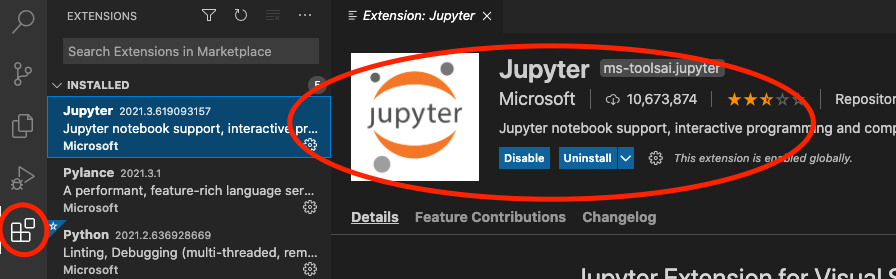 EXTENSIONS
Search Extensions in Marketplace
INSTALLED
Jupyter 2021.3.619093157
Jupyter notebook support, interactive pr...
Microsoft
Pylance 2021.3.1
A performant, feature-rich language ser...
Microsoft
Python 2021.2.636928669
Linting, Debugging (multi-threaded, rem...
Microsoft
Extension: Jupyter
jupyter
Jupyter ms-toolsai.jupyter
Microsoft 10,673,874 Repositor
Jupyter notebook support, interactive programming and comp
Disable Uninstall This extension is enabled globally.
Details Feature Contributions Changelog
Jupyter Extension for Visual S